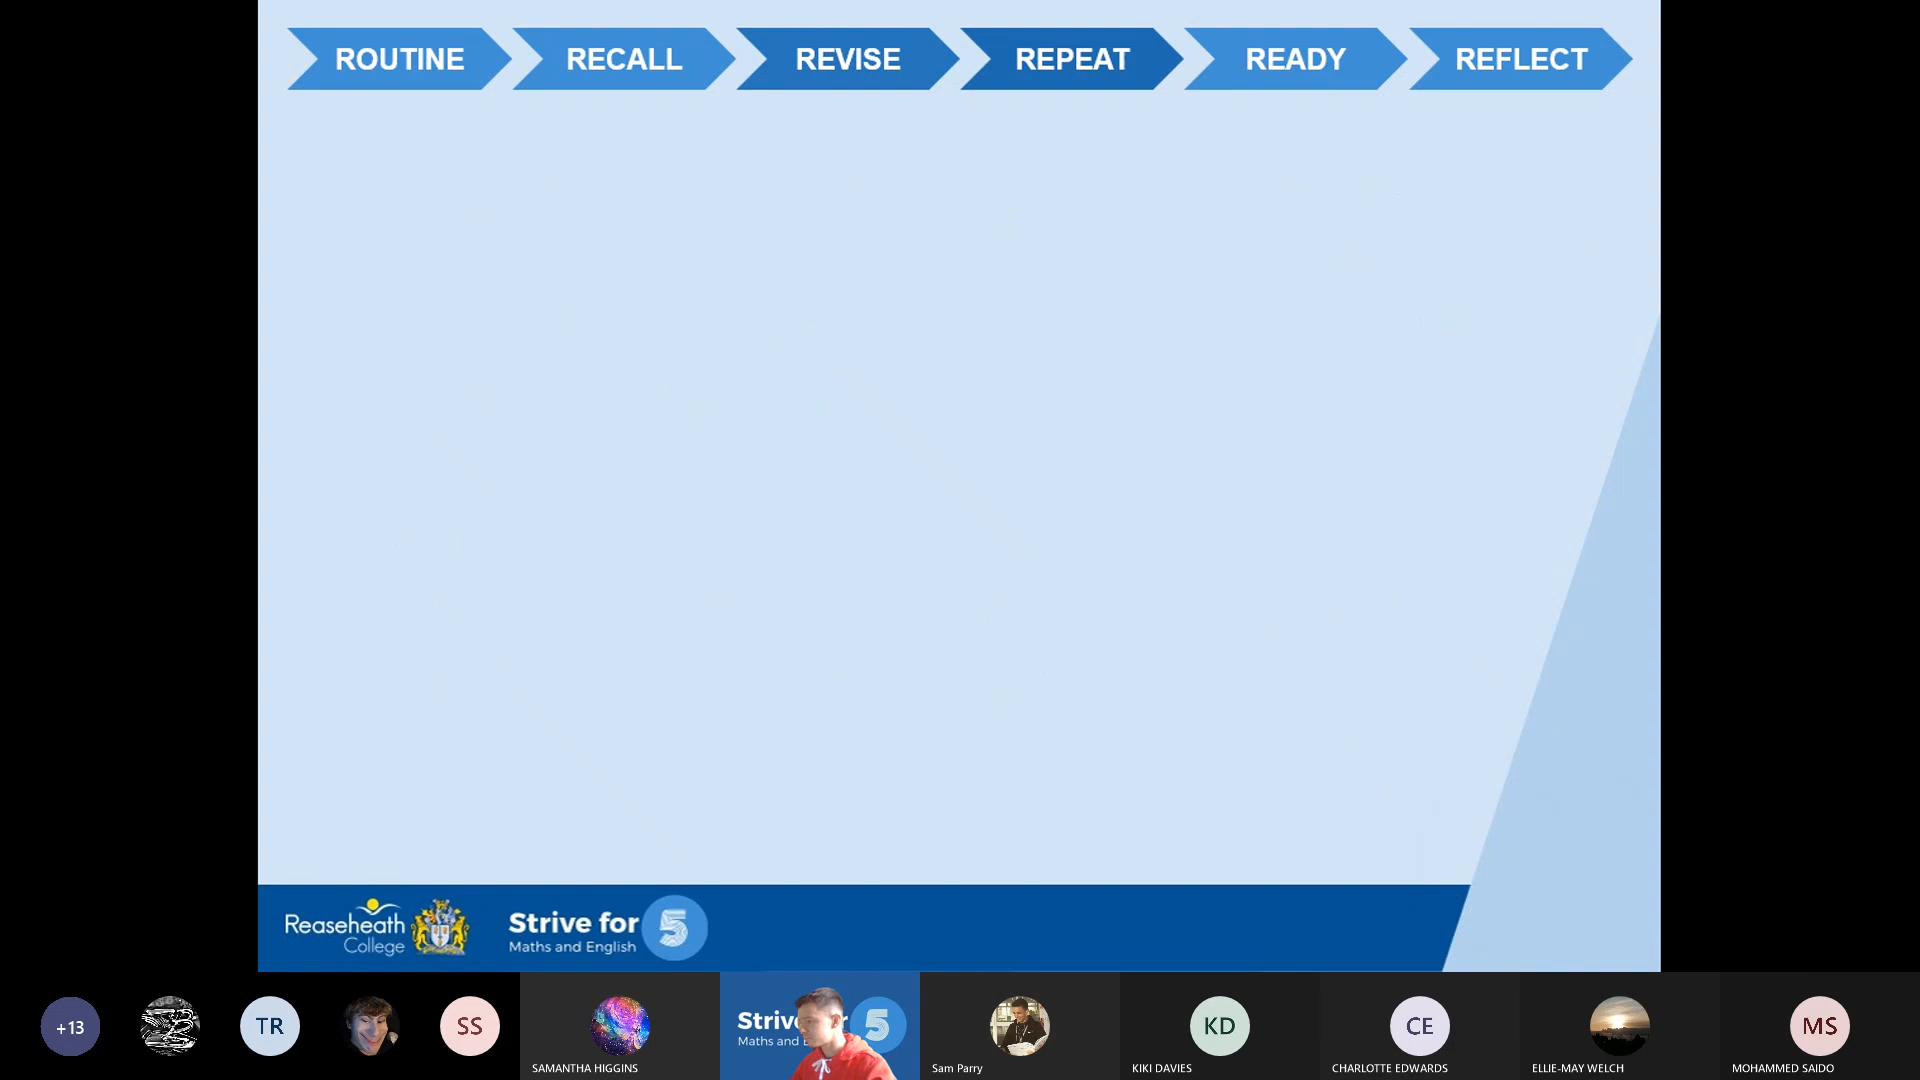 ROUTINE RECALL REVISE REPEAT READY REFLECT
Reaseheath
College
Strive for 5
Maths and English
+13 TR SS
Strive for 5
Maths and E
KD CE MS
SAMANTHA HIGGINS Sam Parry KIKI DAVIES CHARLOTTE EDWARDS ELLIE-MAY WELCH MOHAMMED SAIDO